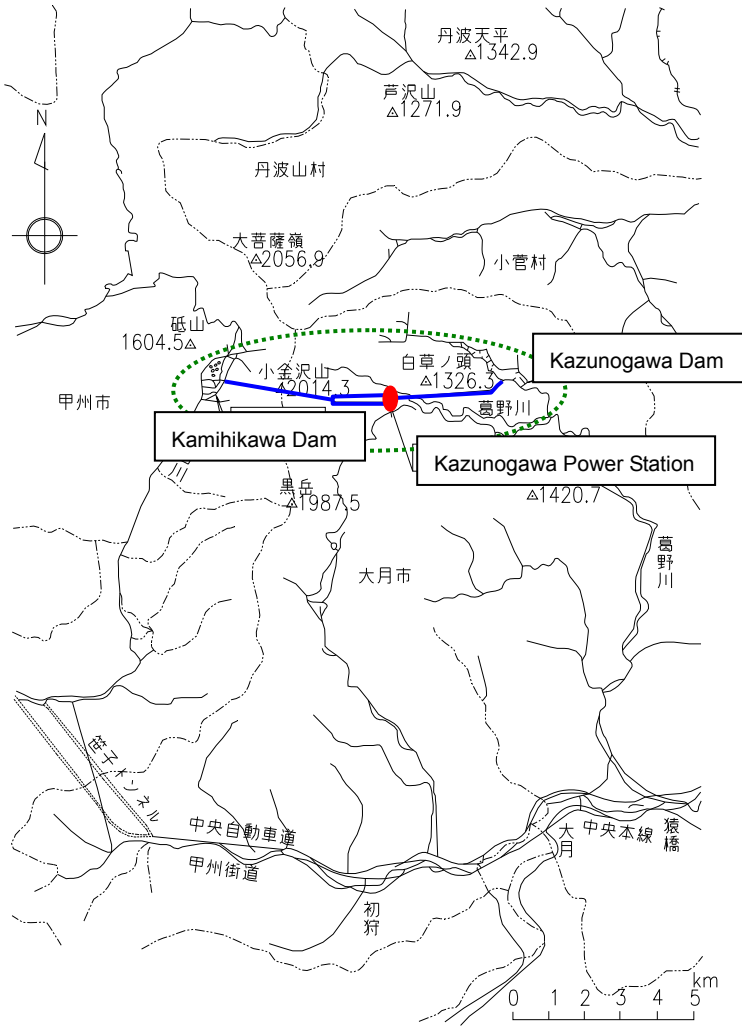 丹波天平
△1342.9
芦沢山
△1271.9
N
丹波山村
大菩薩嶺
△2056.9
小菅村
砥山
1604.5△
小金沢山
△2014.3
白草ノ頭
△1326.3
Kazunogawa Dam
甲州市
葛野川
Kamihikawa Dam
Kazunogawa Power Station
川
黒岳
△1987.5
△1420.7
葛野川
大月市
笹子トンネル
中央自動車道
甲州街道
初狩
大月
中央本線
猿橋
km
0 1 2 3 4 5